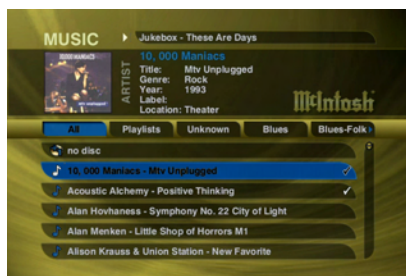 MUSIC
Jukebox - These Are Days
10, 000 Maniacs
ARTIST
Title: Mtv Unplugged
Genre: Rock
Year: 1993
Label:
Location: Theater
McIntosh
All Playlists Unknown Blues Blues-Folk
no disc
10, 000 Maniacs - Mtv Unplugged
Acoustic Alchemy - Positive Thinking
Alan Hovhaness - Symphony No. 22 City of Light
Alan Menken - Little Shop of Horrors M1
Alison Krauss & Union Station - New Favorite